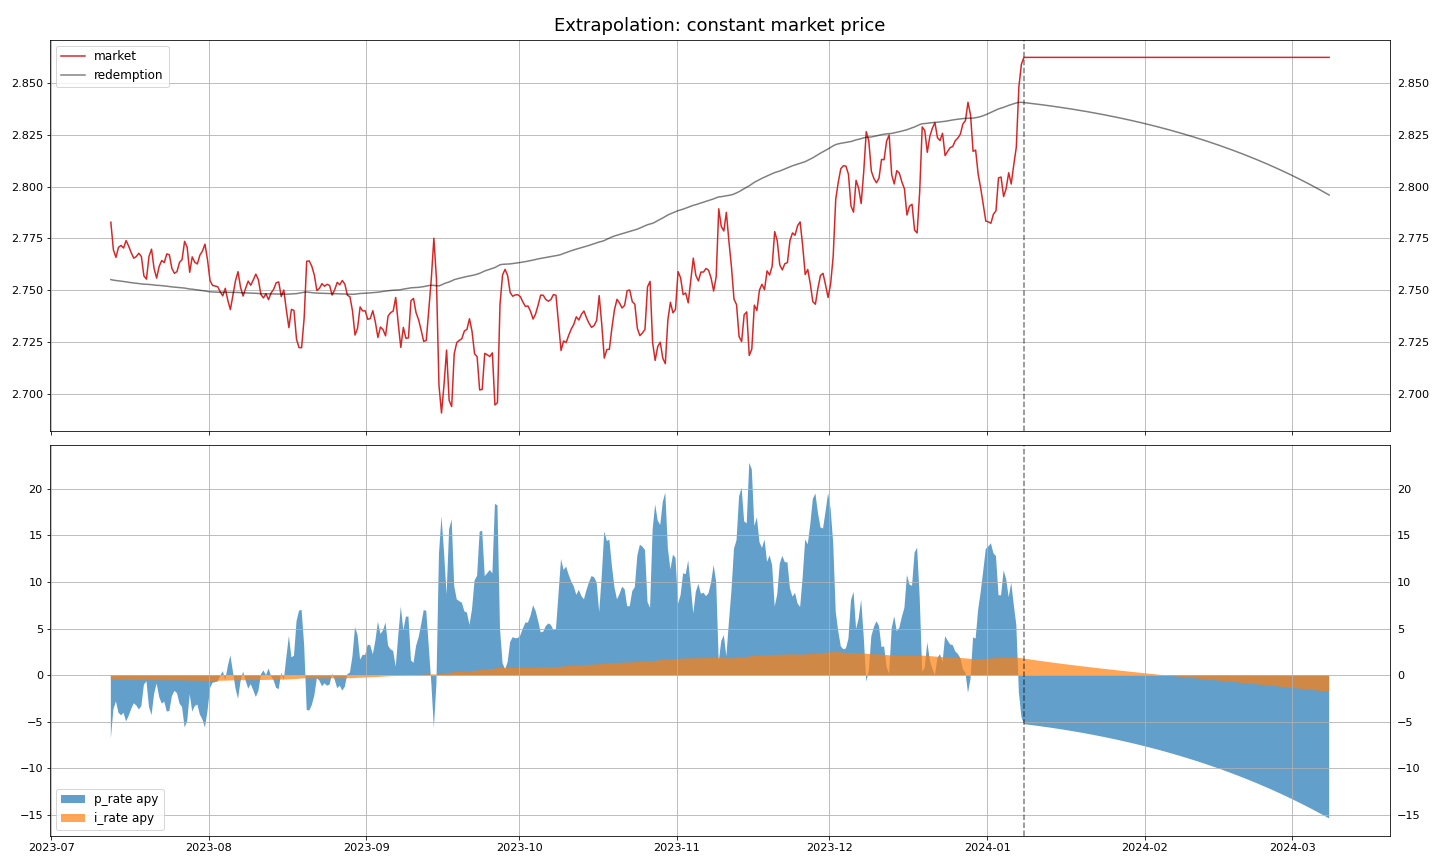 Extrapolation: constant market price
market
redemption
2.850 2.850
2.825 2.825
2.800 2.800
2.775 2.775
2.750 2.750
2.725 2.725
2.700 2.700
20 20
15 15
10 10
5 5
0 0
−5 −5
−10 −10
−15 −15
p_rate apy
i_rate apy
2023-07 2023-08 2023-09 2023-10 2023-11 2023-12 2024-01 2024-02 2024-03